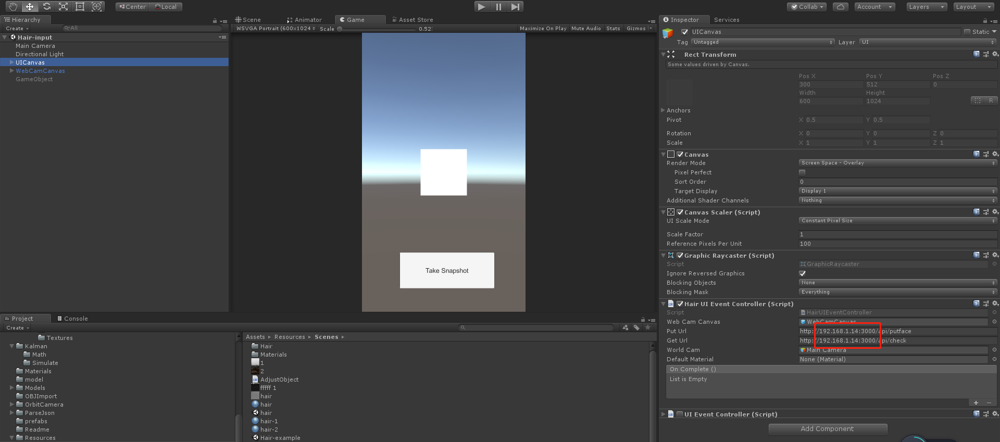 Center Local
Collab Account Layers Layout
Hierarchy
Create All
Hair-input
Main Camera
Directional Light
UICanvas
WebCamCanvas
GameObject
Scene Animator Game Asset Store
WSVGA Portrait (600x1024 Scale 0.52 Maximize On Play Mute Audio Stats Gizmos
Take Snapshot
Project Console
Create
Textures
Kalman
Math
Simulate
Materials
model
Models
OBJImport
OrbitCamera
ParseJson
prefabs
Readme
Resources
Assets ▸ Resources ▸ Scenes ▸
Hair
Materials
1
2
AdjustObject
fffff 1
hair
hair
hair
hair-1
hair-2
Hair-example
Inspector Services
UICanvas Static
Tag Untagged Layer UI
Rect Transform
Some values driven by Canvas.
Pos X Pos Y Pos Z
300 512 0
Width Height
600 1024
R
Anchors
Pivot X 0.5 Y 0.5
Rotation X 0 Y 0 Z 0
Scale X 1 Y 1 Z 1
Canvas
Render Mode Screen Space - Overlay
Pixel Perfect
Sort Order 0
Target Display Display 1
Additional Shader Channels Nothing
Canvas Scaler (Script)
UI Scale Mode Constant Pixel Size
Scale Factor 1
Reference Pixels Per Unit 100
Graphic Raycaster (Script)
Script GraphicRaycaster
Ignore Reversed Graphics
Blocking Objects None
Blocking Mask Everything
Hair UI Event Controller (Script)
Script HairUIEventController
Web Cam Canvas WebCamCanvas
Put Url http://192.168.1.14:3000/api/putface
Get Url http://192.168.1.14:3000/api/check
World Cam Main Camera
Default Material None (Material)
On Complete ()
List is Empty
UI Event Controller (Script)
Add Component